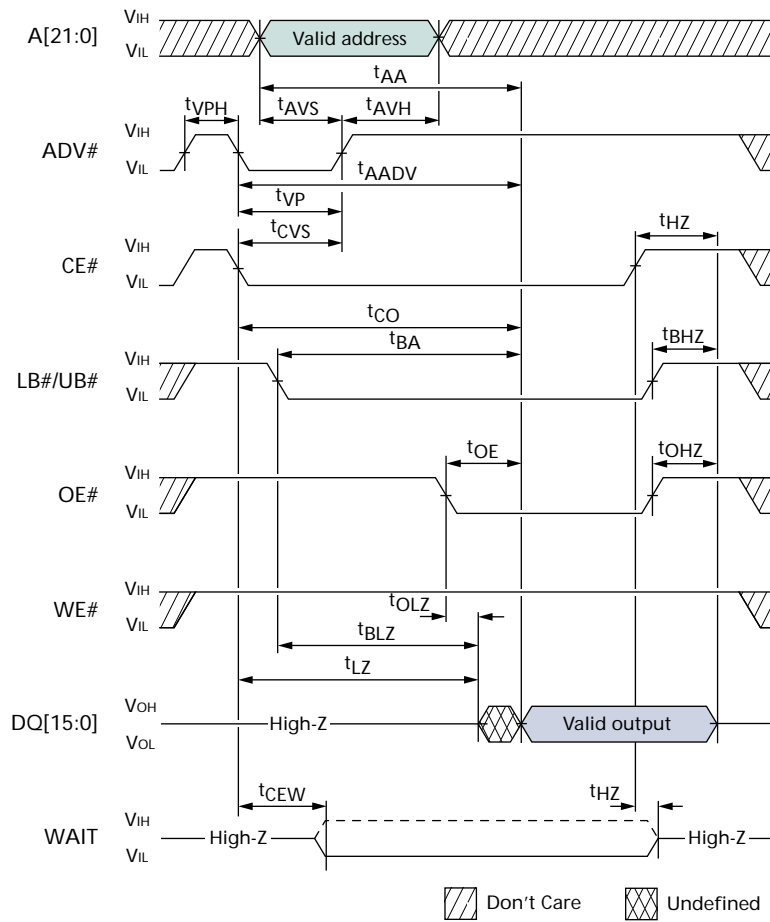 A[21:0] VIH VIL Valid address
tAA
tVPH tAVS tAVH
ADV# VIH VIL
tAADV
tVP
tCVS
tHZ
CE# VIH VIL
tCO
tBA tBHZ
LB#/UB# VIH VIL
tOE tOHZ
OE# VIH VIL
WE# VIH VIL
tOLZ
tBLZ
tLZ
DQ[15:0] VOH VOL High-Z Valid output
tCEW tHZ
WAIT VIH VIL High-Z High-Z
Don't Care Undefined